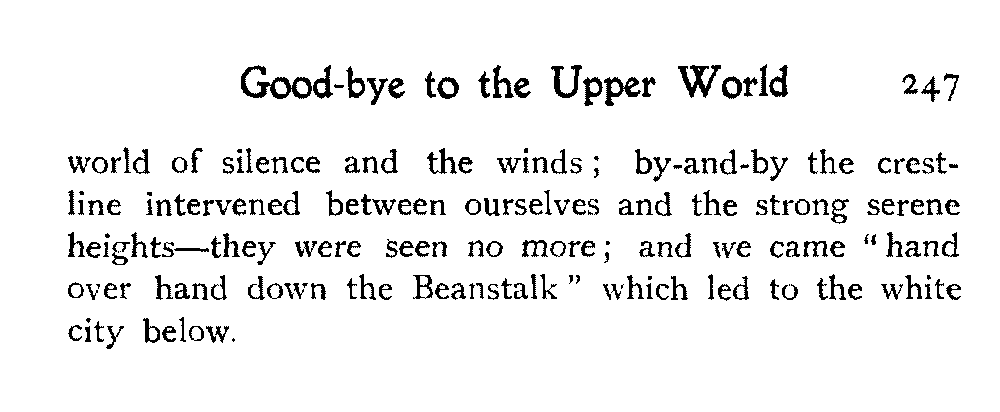 Good-bye to the Upper World 247
world of silence and the winds ; by-and-by the crest-
line intervened between ourselves and the strong serene
heights—they were seen no more ; and we came “ hand
over hand down the Beanstalk ” which led to the white
city below.